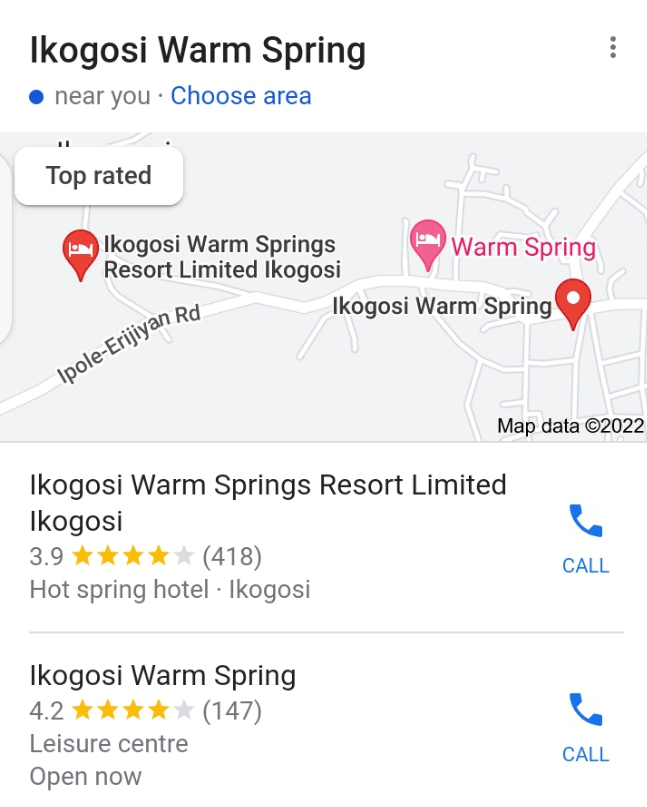 Ikogosi Warm Spring
near you · Choose area
Top rated
Ikogosi Warm Springs
Resort Limited Ikogosi
Warm Spring
Ikogosi Warm Spring
Ipole-Erijiyan Rd
Map data ©2022
Ikogosi Warm Springs Resort Limited
Ikogosi
3.9 ★★★★★ (418)
Hot spring hotel · Ikogosi
CALL
Ikogosi Warm Spring
4.2 ★★★★★ (147)
Leisure centre
Open now
CALL